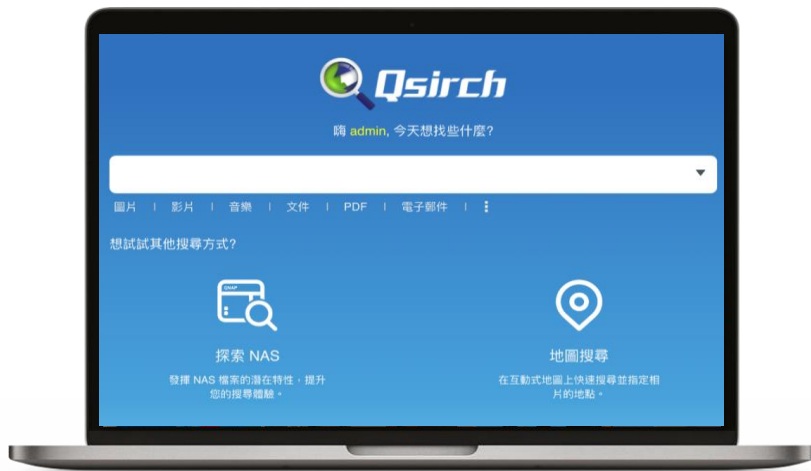 Qsirch
嗨 admin, 今天想找些什麼?
圖片 | 影片 | 音樂 | 文件 | PDF | 電子郵件 |
想試試其他搜尋方式?
QNAP
探索 NAS
地圖搜尋
發揮 NAS 檔案的潛在特性，提升
您的搜尋體驗。
在互動式地圖上快速搜尋並指定相
片的地點。